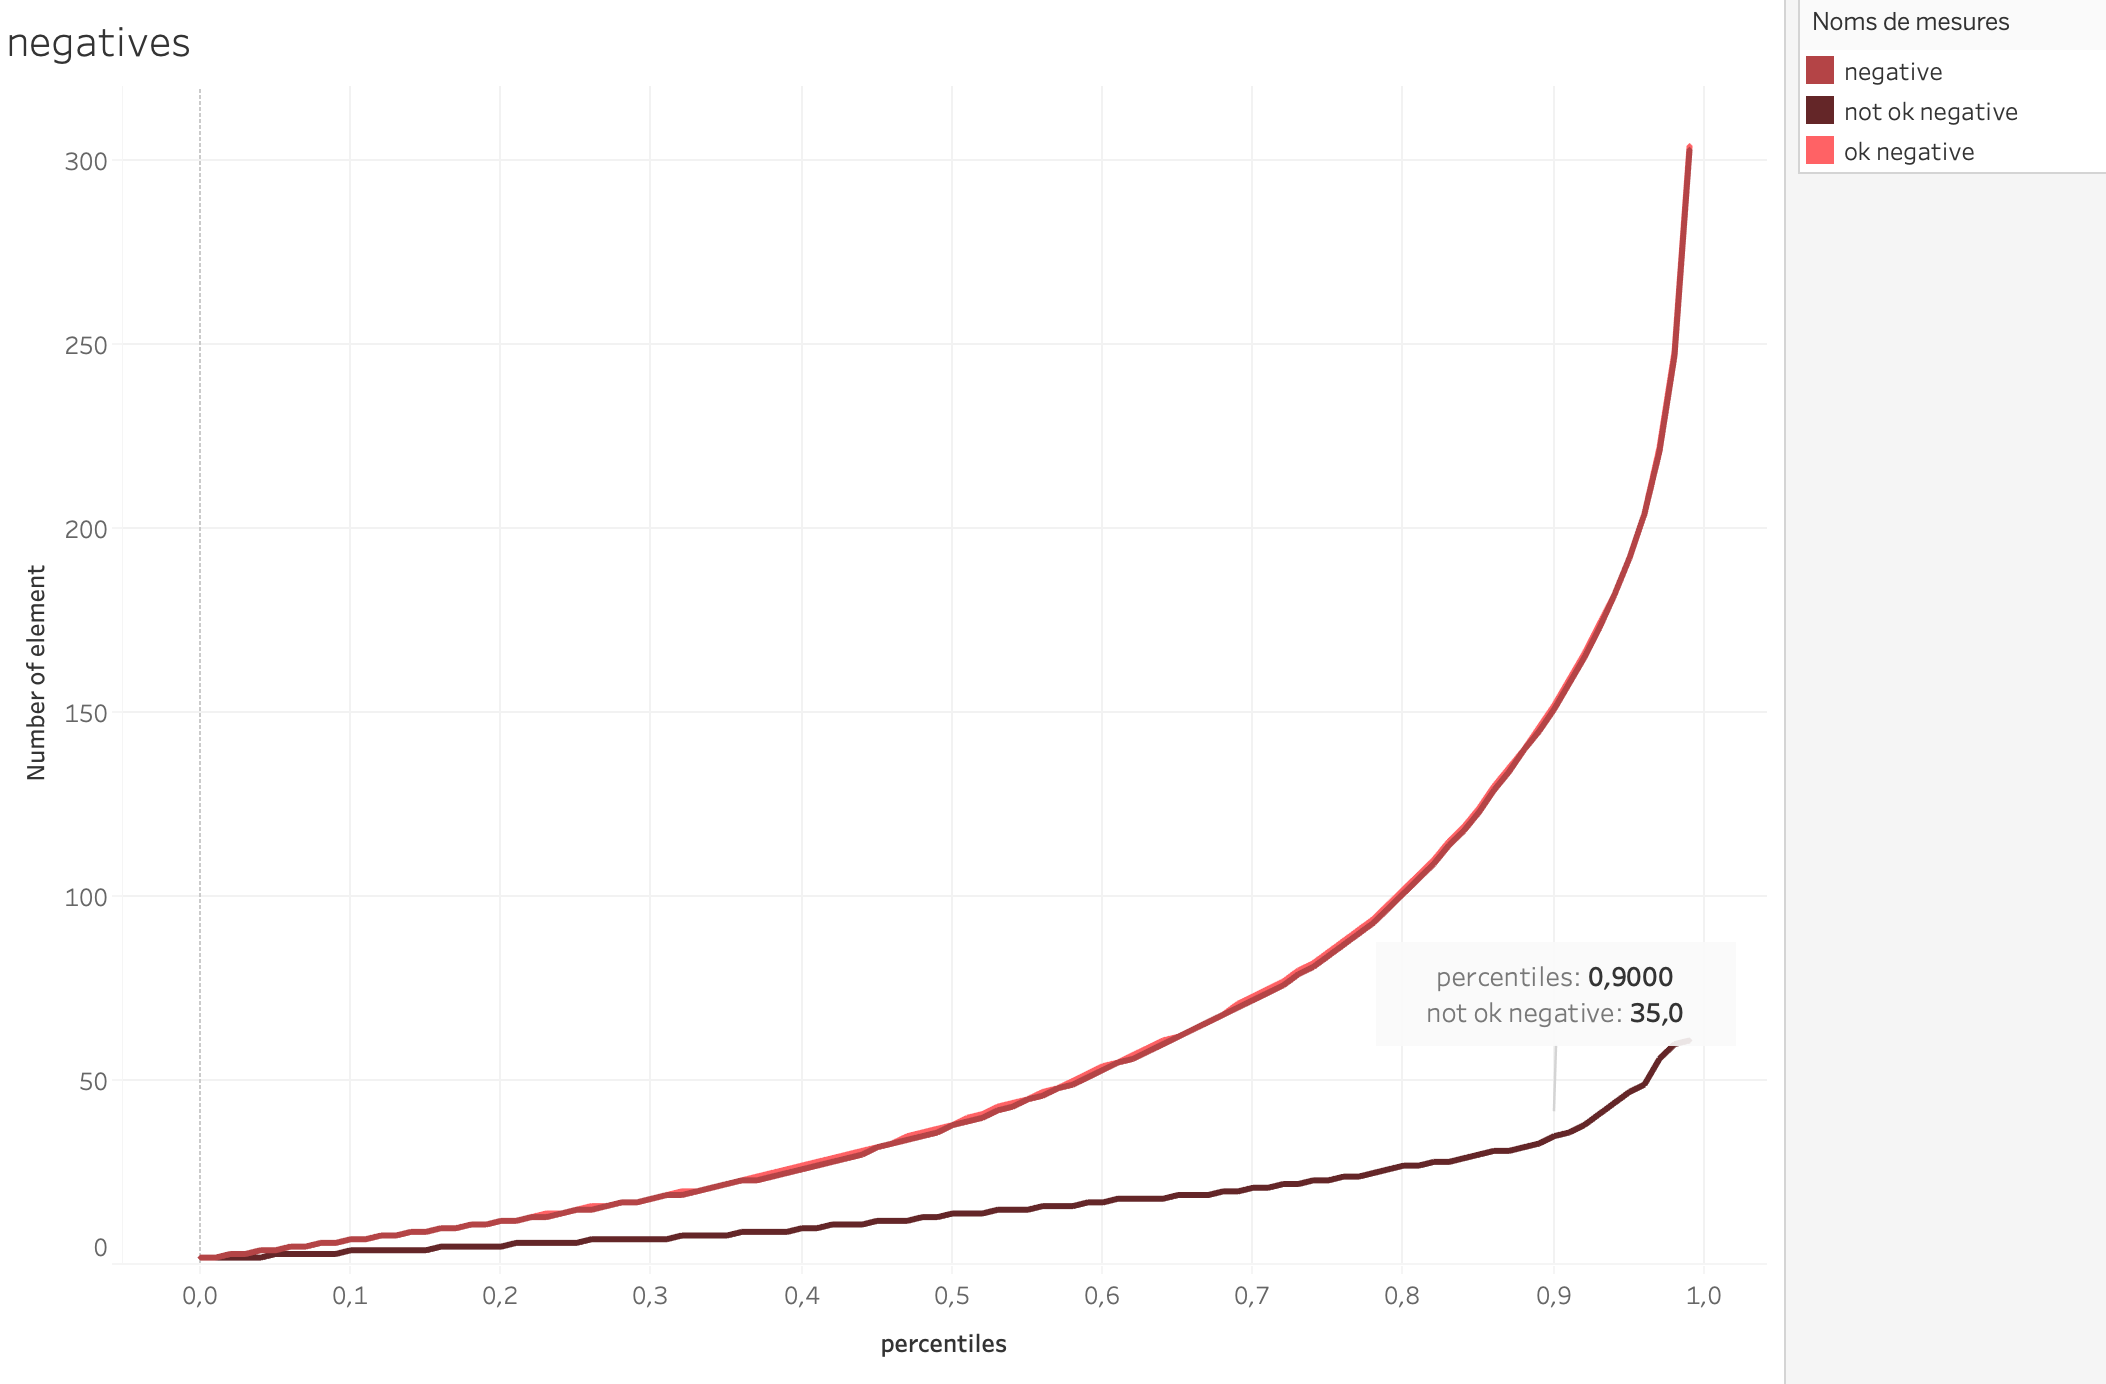 negatives
Noms de mesures
negative
not ok negative
ok negative
Number of element
300
250
200
150
100
50
0
percentiles: 0,9000
not ok negative: 35,0
0,0 0,1 0,2 0,3 0,4 0,5 0,6 0,7 0,8 0,9 1,0
percentiles